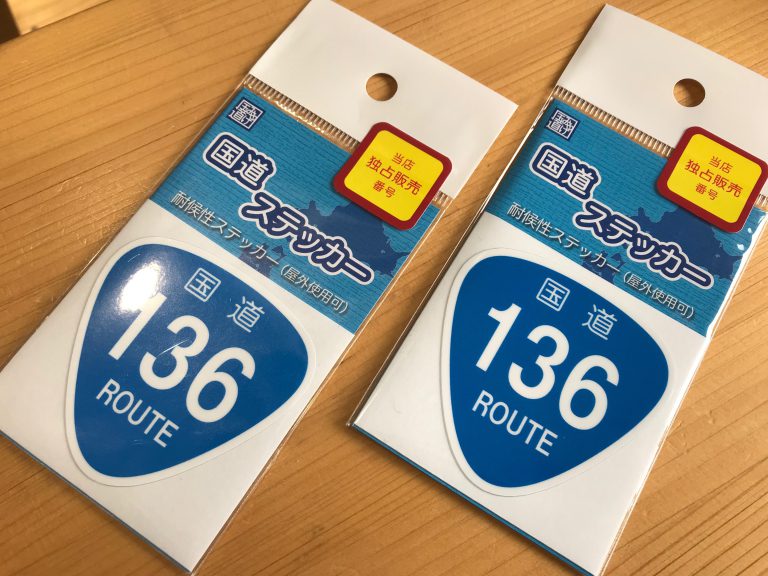 国道
ステッカー
耐候性ステッカー(屋外使用可)
当店
独占販売
番号
国道
136
ROUTE
国道
ステッカー
耐候性ステッカー(屋外使用可)
当店
独占販売
番号
国道
136
ROUTE